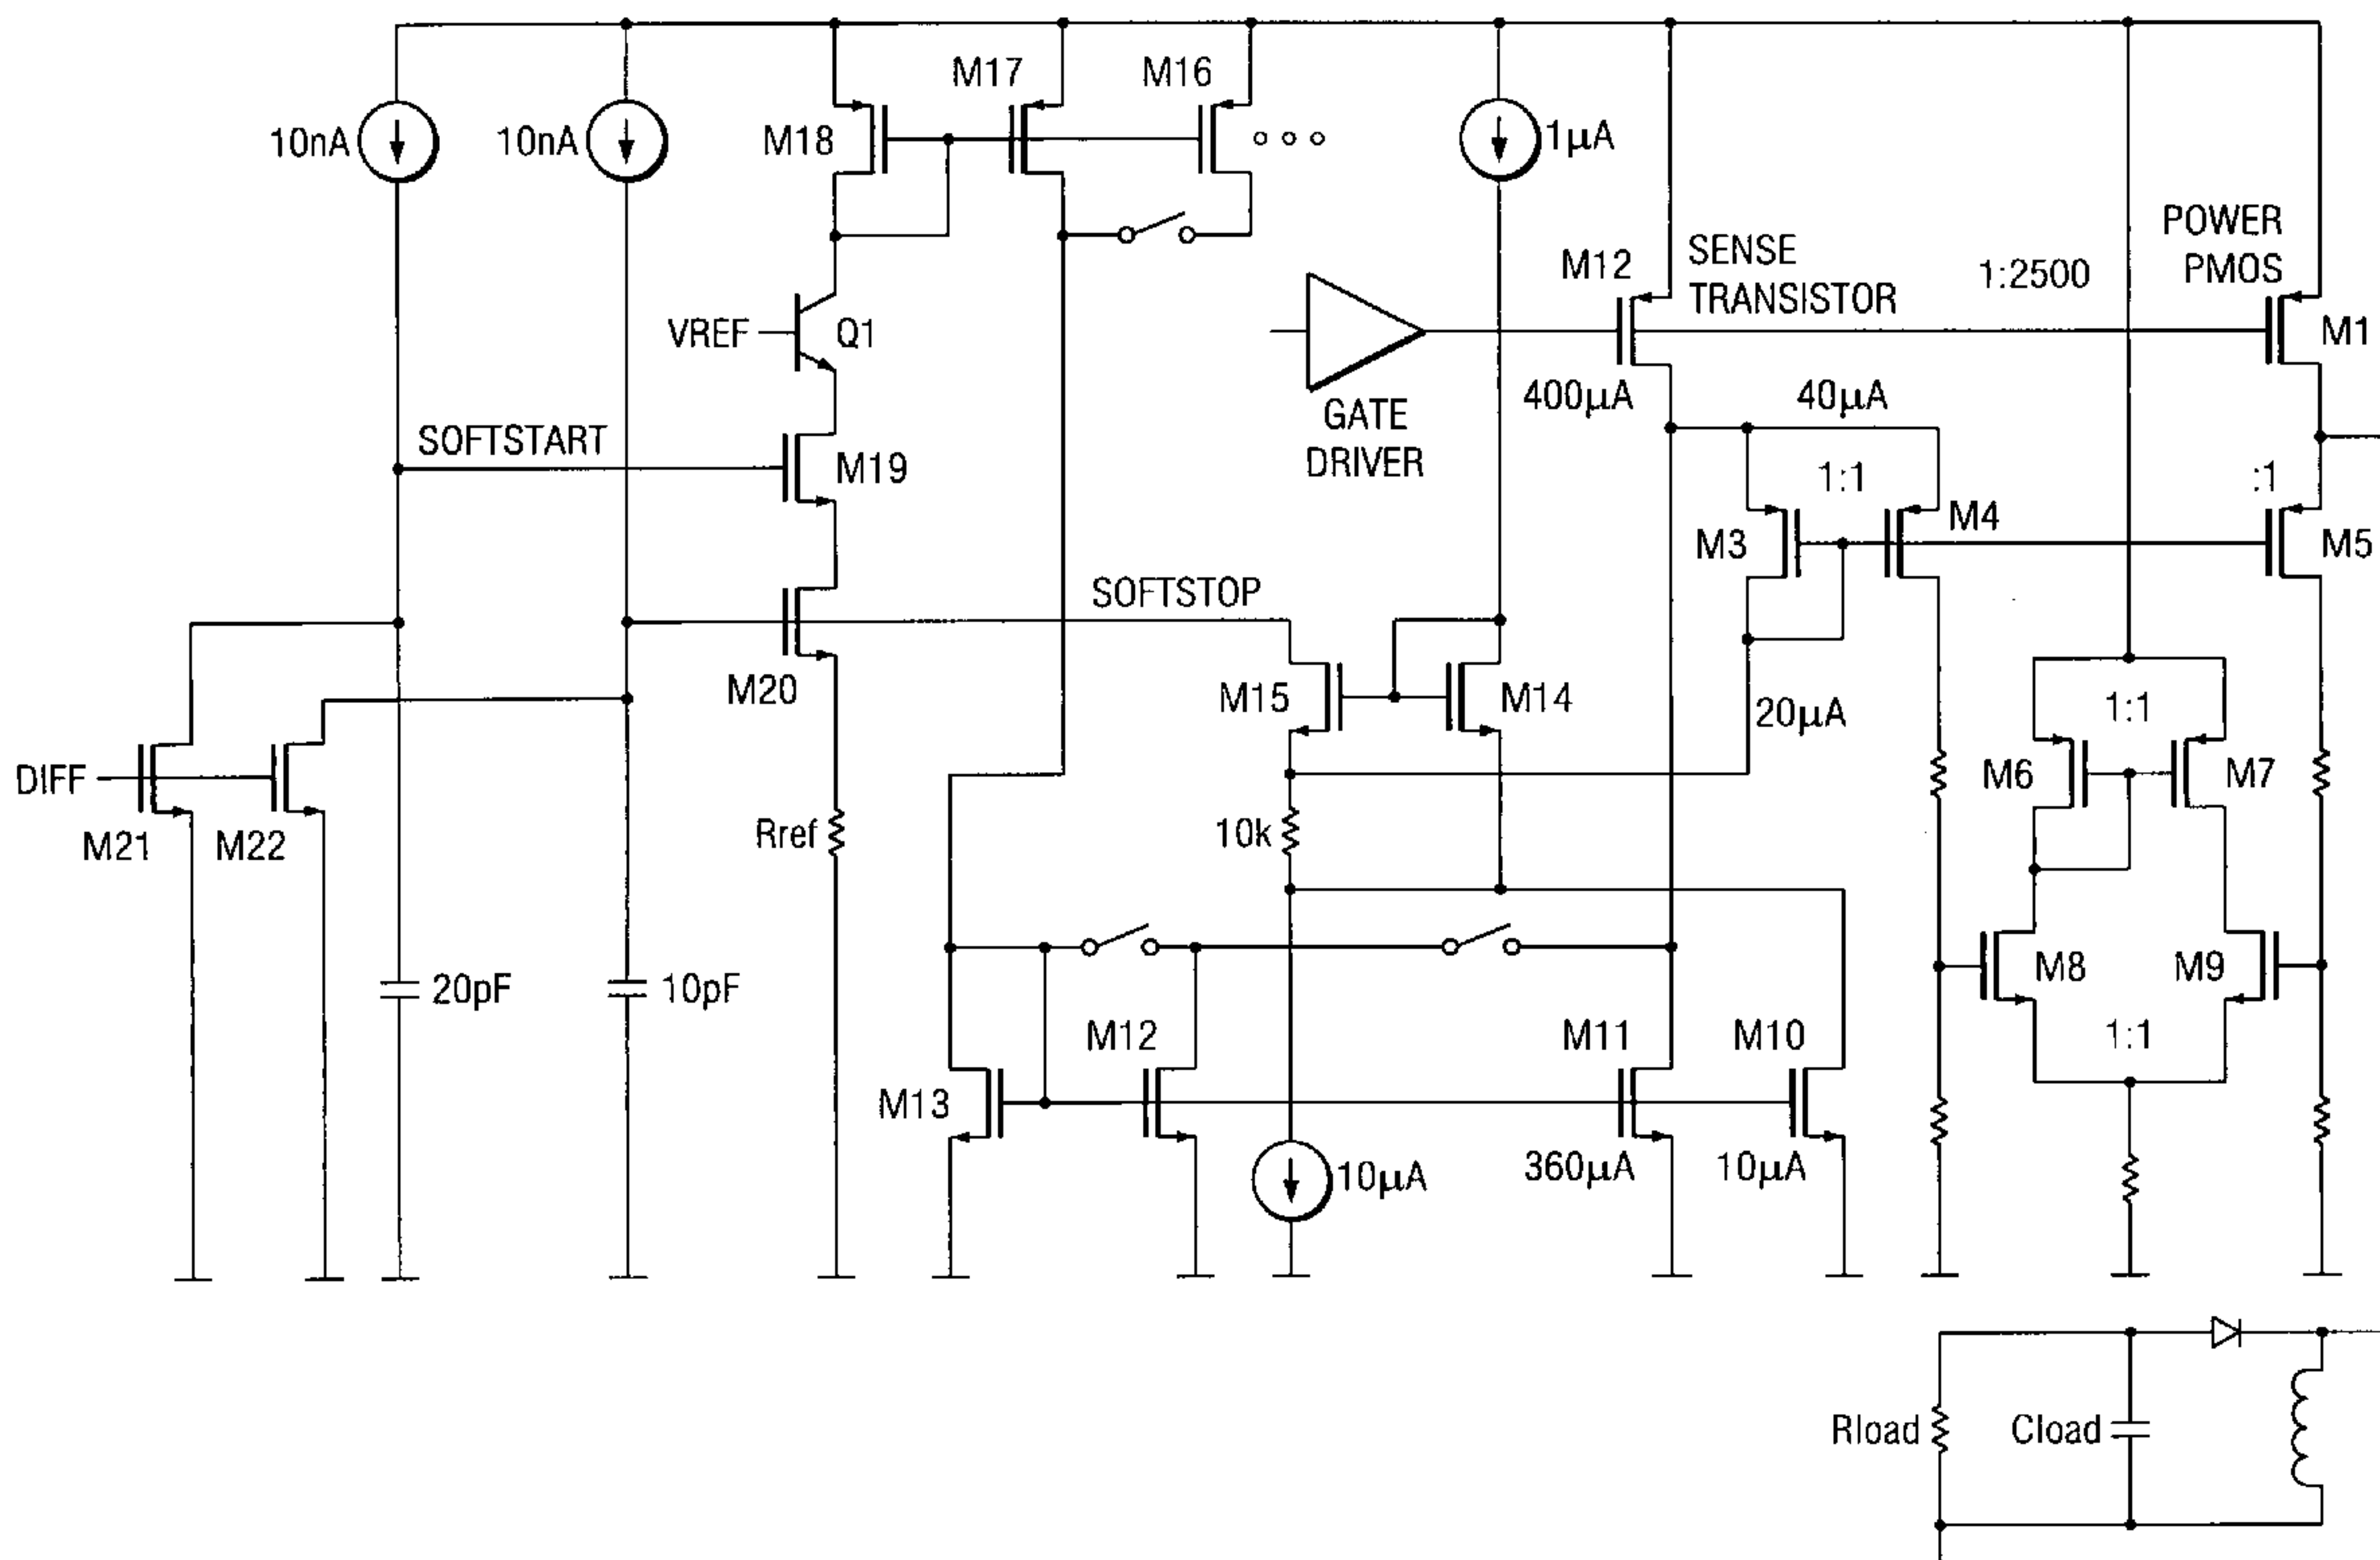 10nA
10nA
M18
M17
M16
1µA
VREF
Q1
M12
SENSE
TRANSISTOR
1:2500
POWER
PMOS
M1
GATE
DRIVER
400µA
40µA
SOFTSTART
M19
1:1
:1
M3
M4
M5
SOFTSTOP
M20
M15
M14
20µA
1:1
M6
M7
DIFF
M21
M22
Rref
10k
20pF
10pF
M8
M9
M13
M12
M11
M10
1:1
10µA
360µA
10µA
Rload
Cload